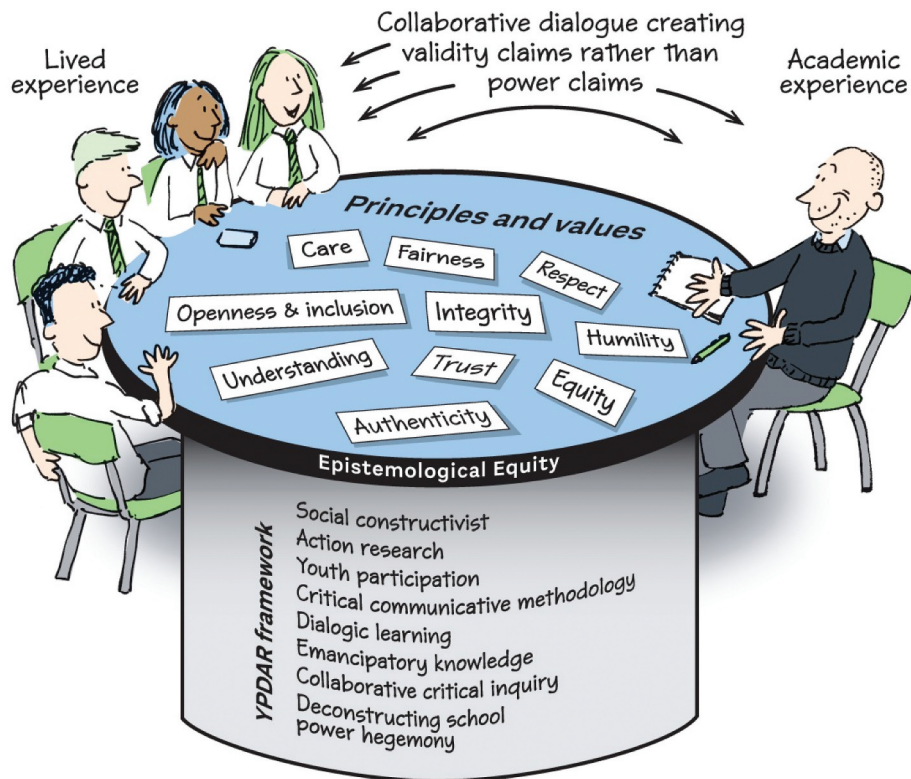 Lived
experience
Collaborative dialogue creating
validity claims rather than
power claims
Academic
experience
Principles and values
Care
Fairness
Respect
Openness & inclusion
Integrity
Humility
Understanding
Trust
Equity
Authenticity
Epistemological Equity
YPDAR framework
Social constructivist
Action research
Youth participation
Critical communicative methodology
Dialogic learning
Emancipatory knowledge
Collaborative critical inquiry
Deconstructing school
power hegemony